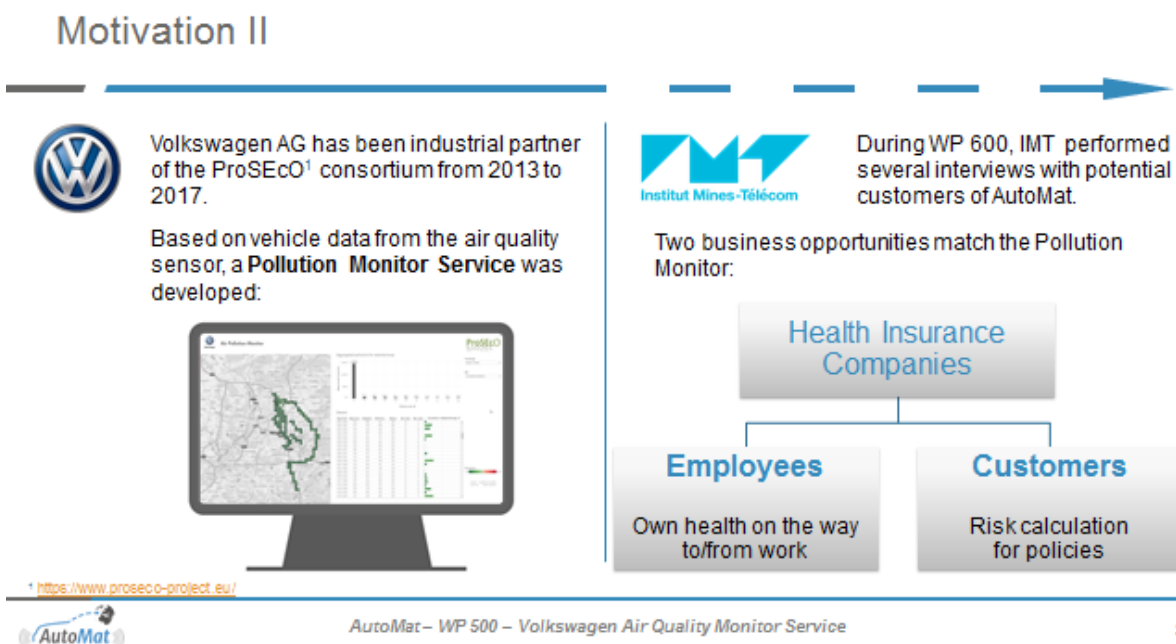 Motivation II
Volkswagen AG has been industrial partner
of the ProSEcO¹ consortium from 2013 to
2017.
Based on vehicle data from the air quality
sensor, a Pollution Monitor Service was
developed:
Air Pollution Monitor
ProSEcO
¹ https://www.proseco-project.eu/
Institut Mines-Télécom
During WP 600, IMT performed
several interviews with potential
customers of AutoMat.
Two business opportunities match the Pollution
Monitor:
Health Insurance
Companies
Employees
Own health on the way
to/from work
Customers
Risk calculation
for policies
AutoMat
AutoMat – WP 500 – Volkswagen Air Quality Monitor Service